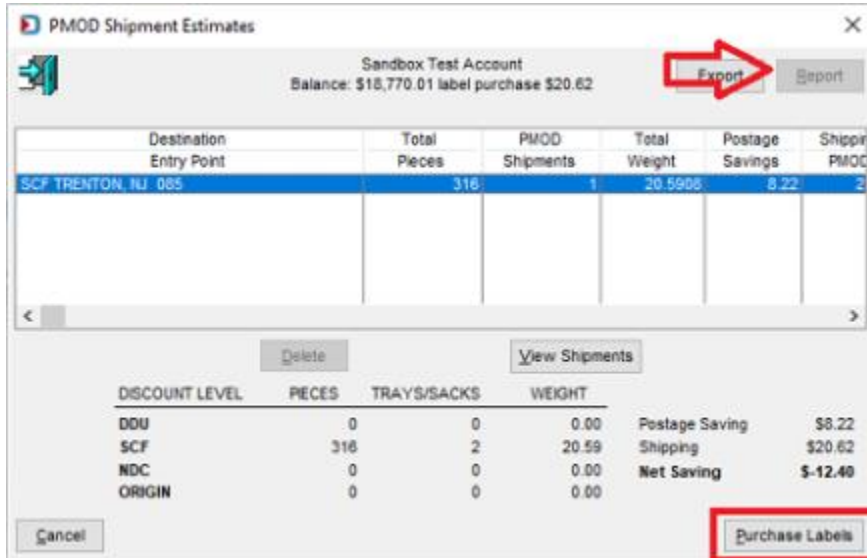 PMOD Shipment Estimates
Sandbox Test Account
Balance: $18,770.01 label purchase $20.62
Export Report
Destination Total PMOD Total Postage Shippin
Entry Point Pieces Shipments Weight Savings PMOD
SCF TRENTON, NJ 085 316 1 20.5908 8.22 2
Delete View Shipments
DISCOUNT LEVEL PIECES TRAYS/SACKS WEIGHT
DDU 0 0 0.00 Postage Saving $8.22
SCF 316 2 20.59 Shipping $20.62
NDC 0 0 0.00 Net Saving $-12.40
ORIGIN 0 0 0.00
Cancel Purchase Labels